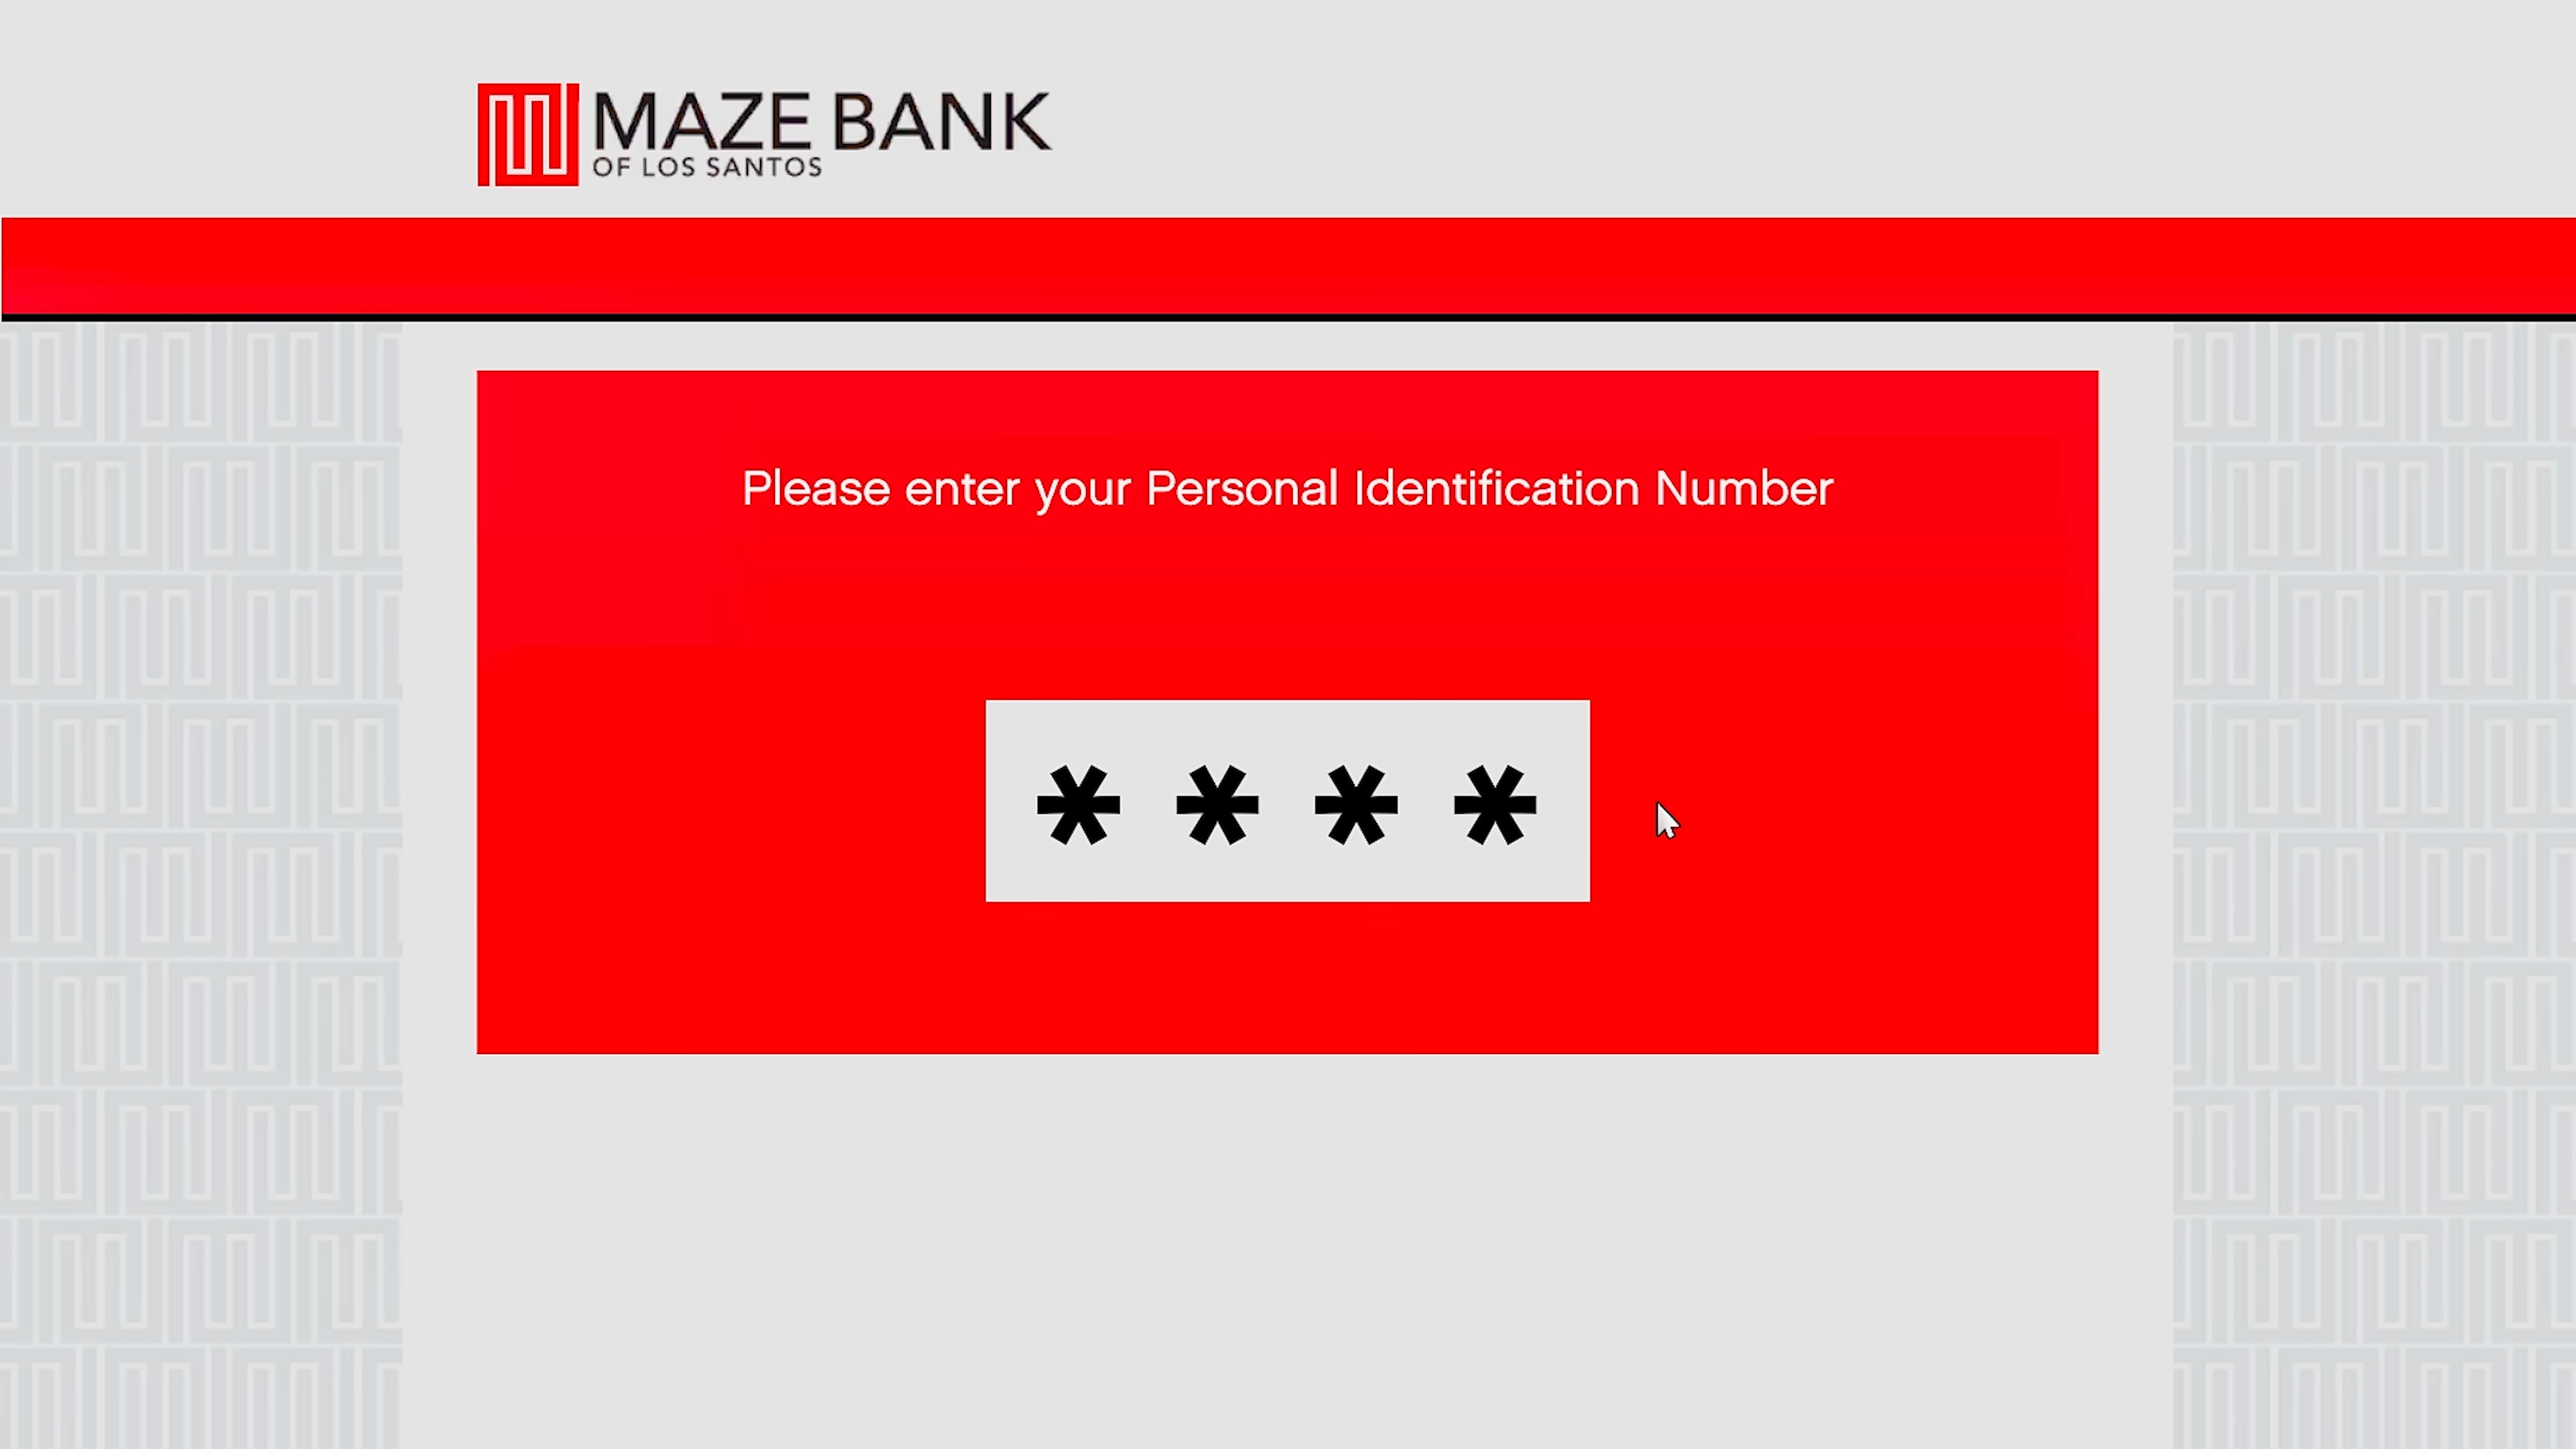 MAZE BANK
OF LOS SANTOS
Please enter your Personal Identification Number
* * * *